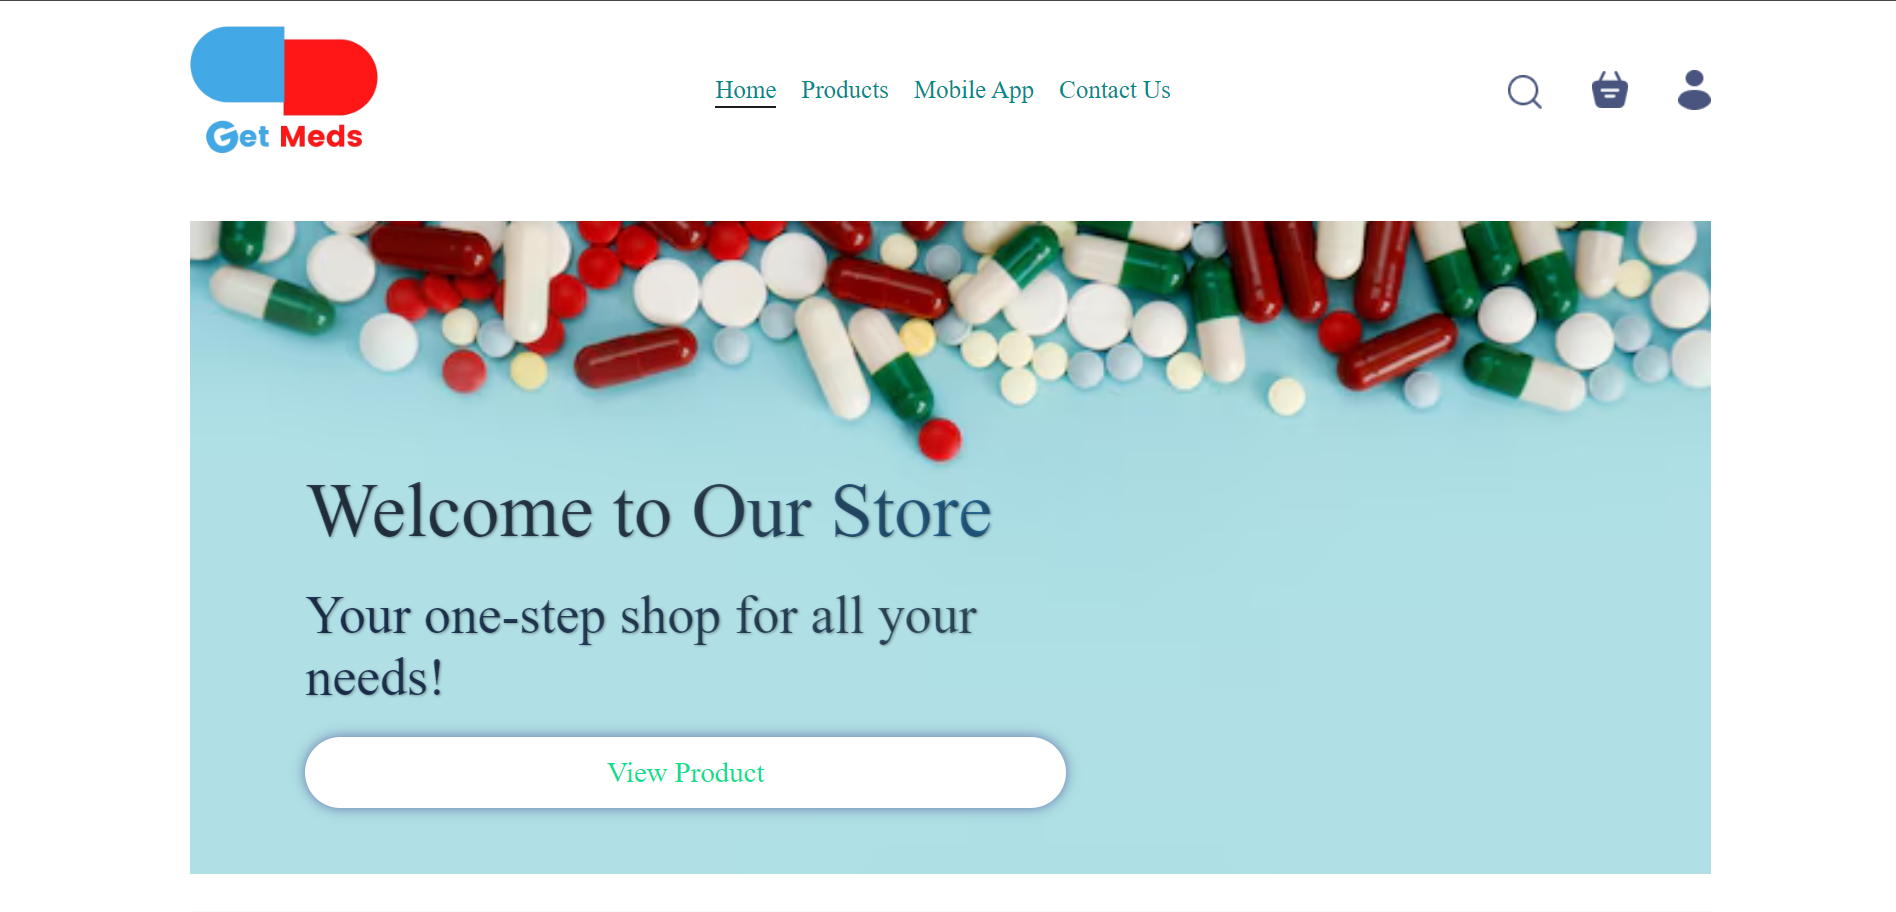 Get Meds
Home Products Mobile App Contact Us
Welcome to Our Store
Your one-step shop for all your
needs!
View Product